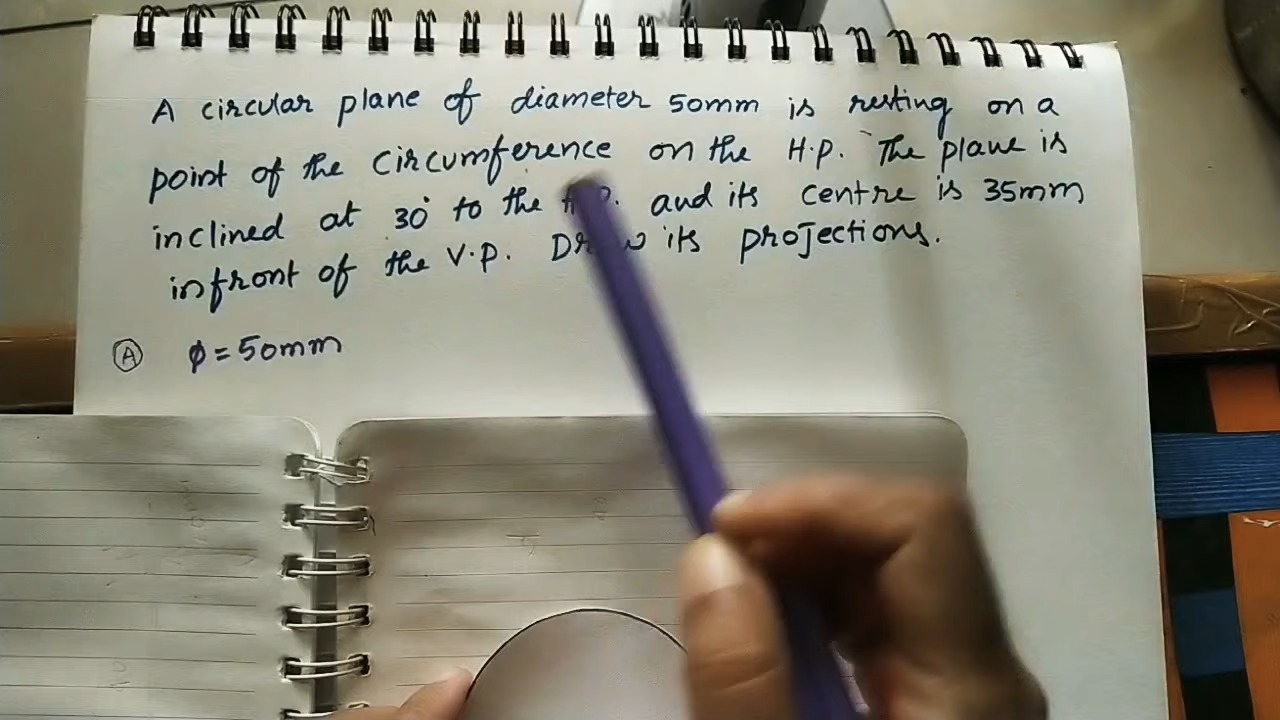 A circular plane of diameter 50mm is resting on a
point of the circumference on the H.P. The plane is
inclined at 30° to the and its centre is 35mm
infront of the V.P. its projections.
Ⓐ φ = 50mm